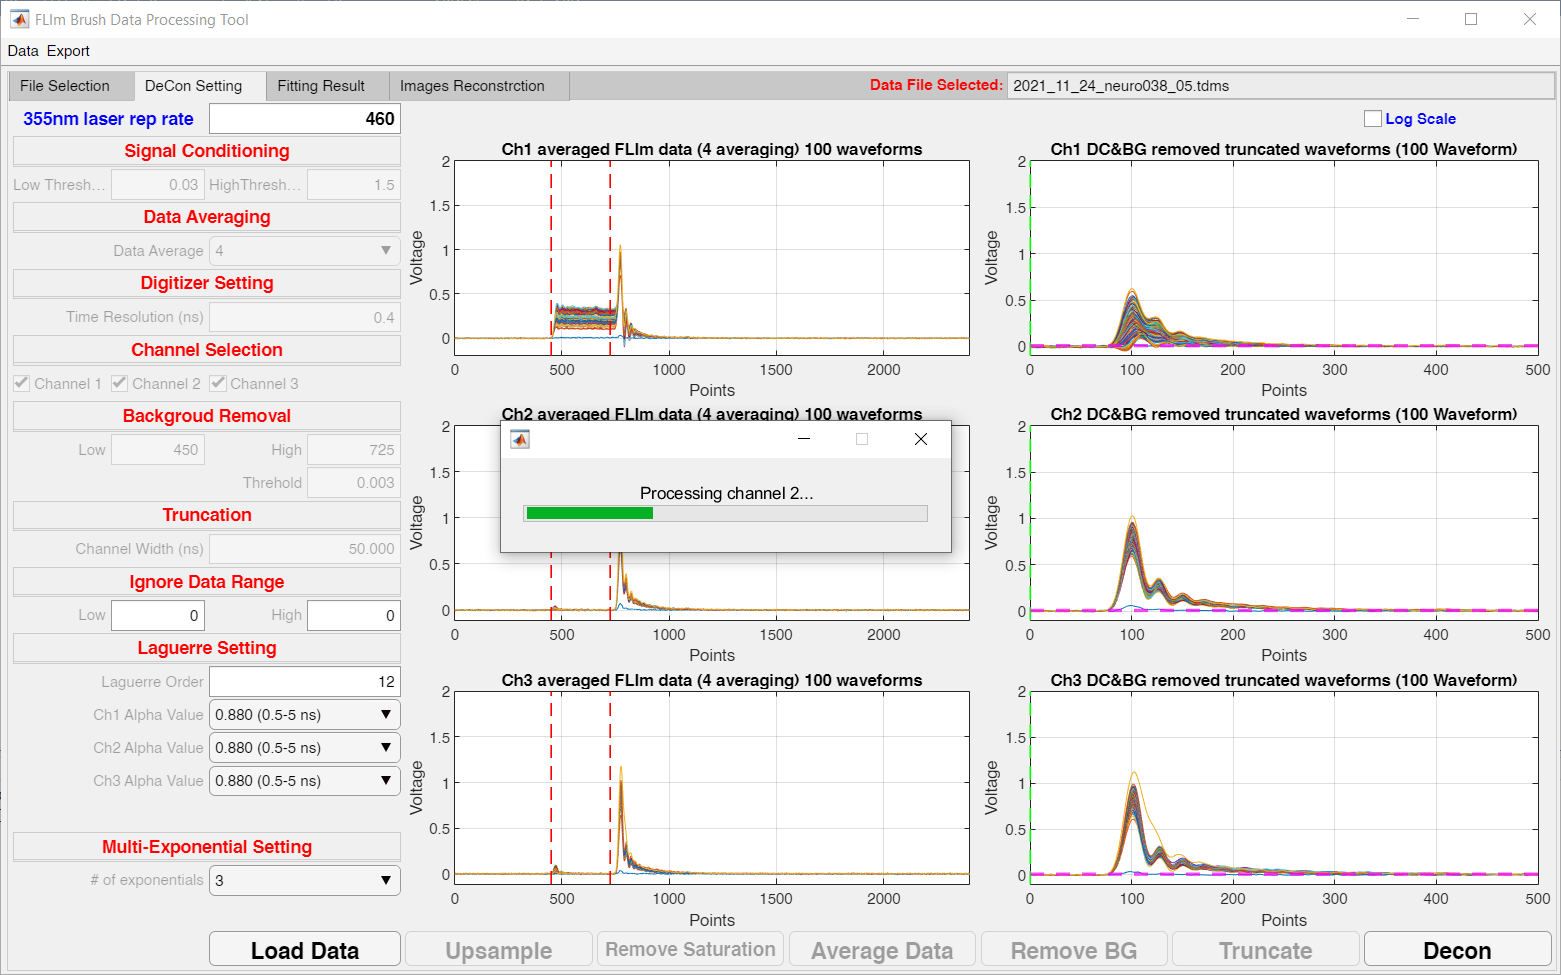 FLIm Brush Data Processing Tool
Data Export
File Selection DeCon Setting Fitting Result Images Reconstrction Data File Selected: 2021_11_24_neuro038_05.tdms
355nm laser rep rate 460
Log Scale
Signal Conditioning
Low Thresh... 0.03 HighThresh... 1.5
Data Averaging
Data Average 4
Digitizer Setting
Time Resolution (ns) 0.4
Channel Selection
Channel 1 Channel 2 Channel 3
Backgroud Removal
Low 450 High 725
Threhold 0.003
Truncation
Channel Width (ns) 50.000
Ignore Data Range
Low 0 High 0
Laguerre Setting
Laguerre Order 12
Ch1 Alpha Value 0.880 (0.5-5 ns)
Ch2 Alpha Value 0.880 (0.5-5 ns)
Ch3 Alpha Value 0.880 (0.5-5 ns)
Multi-Exponential Setting
# of exponentials 3
Ch1 averaged FLIm data (4 averaging) 100 waveforms
Voltage
2
1.5
1
0.5
0
0 500 1000 1500 2000
Points
Ch1 DC&BG removed truncated waveforms (100 Waveform)
Voltage
2
1.5
1
0.5
0
0 100 200 300 400 500
Points
Ch2 averaged FLIm data (4 averaging) 100 waveforms
Voltage
2
1.5
1
0.5
0
0 500 1000 1500 2000
Points
Processing channel 2...
Ch2 DC&BG removed truncated waveforms (100 Waveform)
Voltage
2
1.5
1
0.5
0
0 100 200 300 400 500
Points
Ch3 averaged FLIm data (4 averaging) 100 waveforms
Voltage
2
1.5
1
0.5
0
0 500 1000 1500 2000
Points
Ch3 DC&BG removed truncated waveforms (100 Waveform)
Voltage
2
1.5
1
0.5
0
0 100 200 300 400 500
Points
Load Data Upsample Remove Saturation Average Data Remove BG Truncate Decon